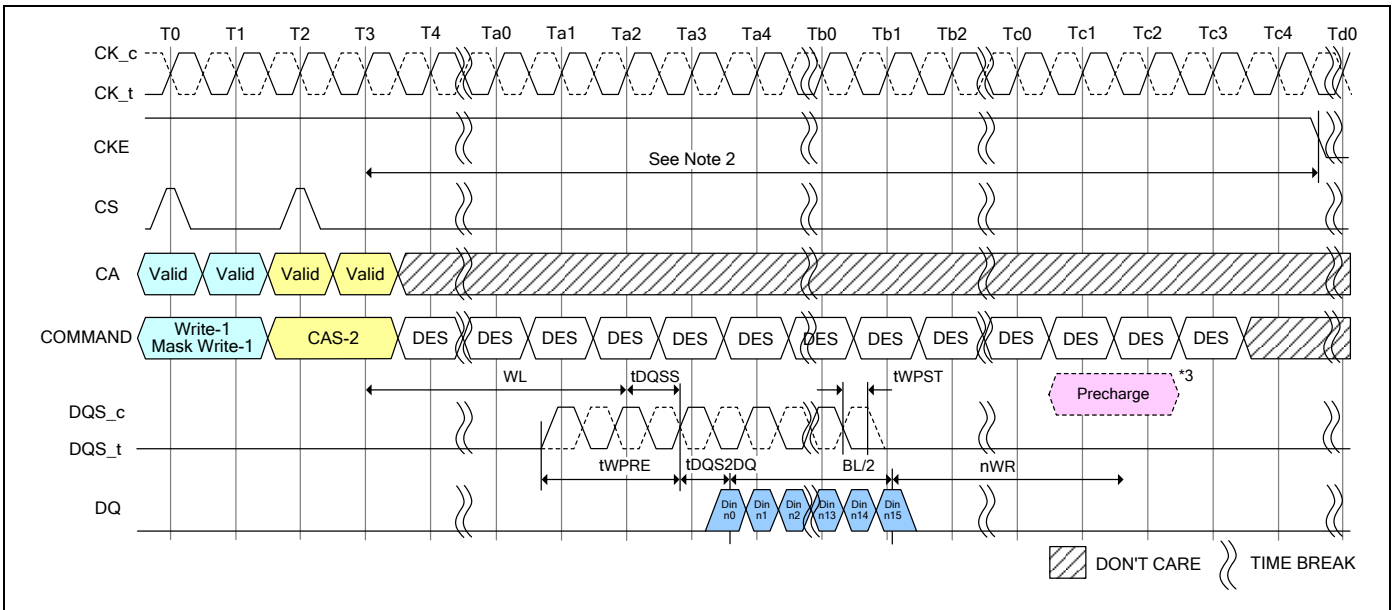 T0 T1 T2 T3 T4 Ta0 Ta1 Ta2 Ta3 Ta4 Tb0 Tb1 Tb2 Tc0 Tc1 Tc2 Tc3 Tc4 Td0
CK_c
CK_t
CKE
See Note 2
CS
CA Valid Valid Valid Valid
COMMAND Write-1 Mask Write-1 CAS-2 DES DES DES DES DES DES DES DES DES DES DES DES DES
WL tDQSS tWPST
Precharge *3
DQS_c
DQS_t
tWPRE tDQS2DQ BL/2 nWR
DQ Din n0 Din n1 Din n2 Din n13 Din n14 Din n15
DON'T CARE TIME BREAK